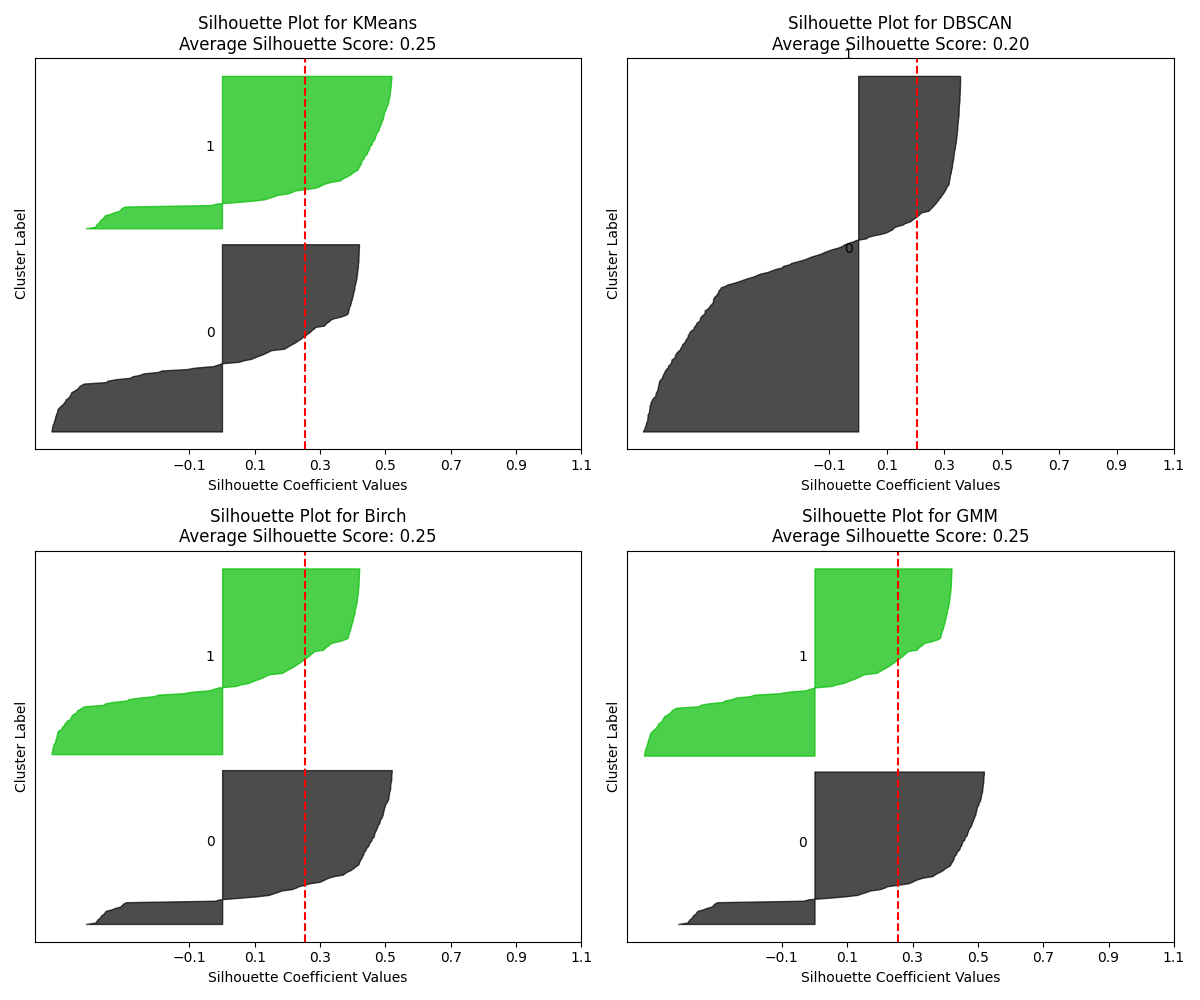 Silhouette Plot for KMeans
Average Silhouette Score: 0.25
Cluster Label
1
0
−0.1 0.1 0.3 0.5 0.7 0.9 1.1
Silhouette Coefficient Values
Silhouette Plot for DBSCAN
Average Silhouette Score: 0.20
1
Cluster Label
0
−0.1 0.1 0.3 0.5 0.7 0.9 1.1
Silhouette Coefficient Values
Silhouette Plot for Birch
Average Silhouette Score: 0.25
Cluster Label
1
0
−0.1 0.1 0.3 0.5 0.7 0.9 1.1
Silhouette Coefficient Values
Silhouette Plot for GMM
Average Silhouette Score: 0.25
Cluster Label
1
0
−0.1 0.1 0.3 0.5 0.7 0.9 1.1
Silhouette Coefficient Values